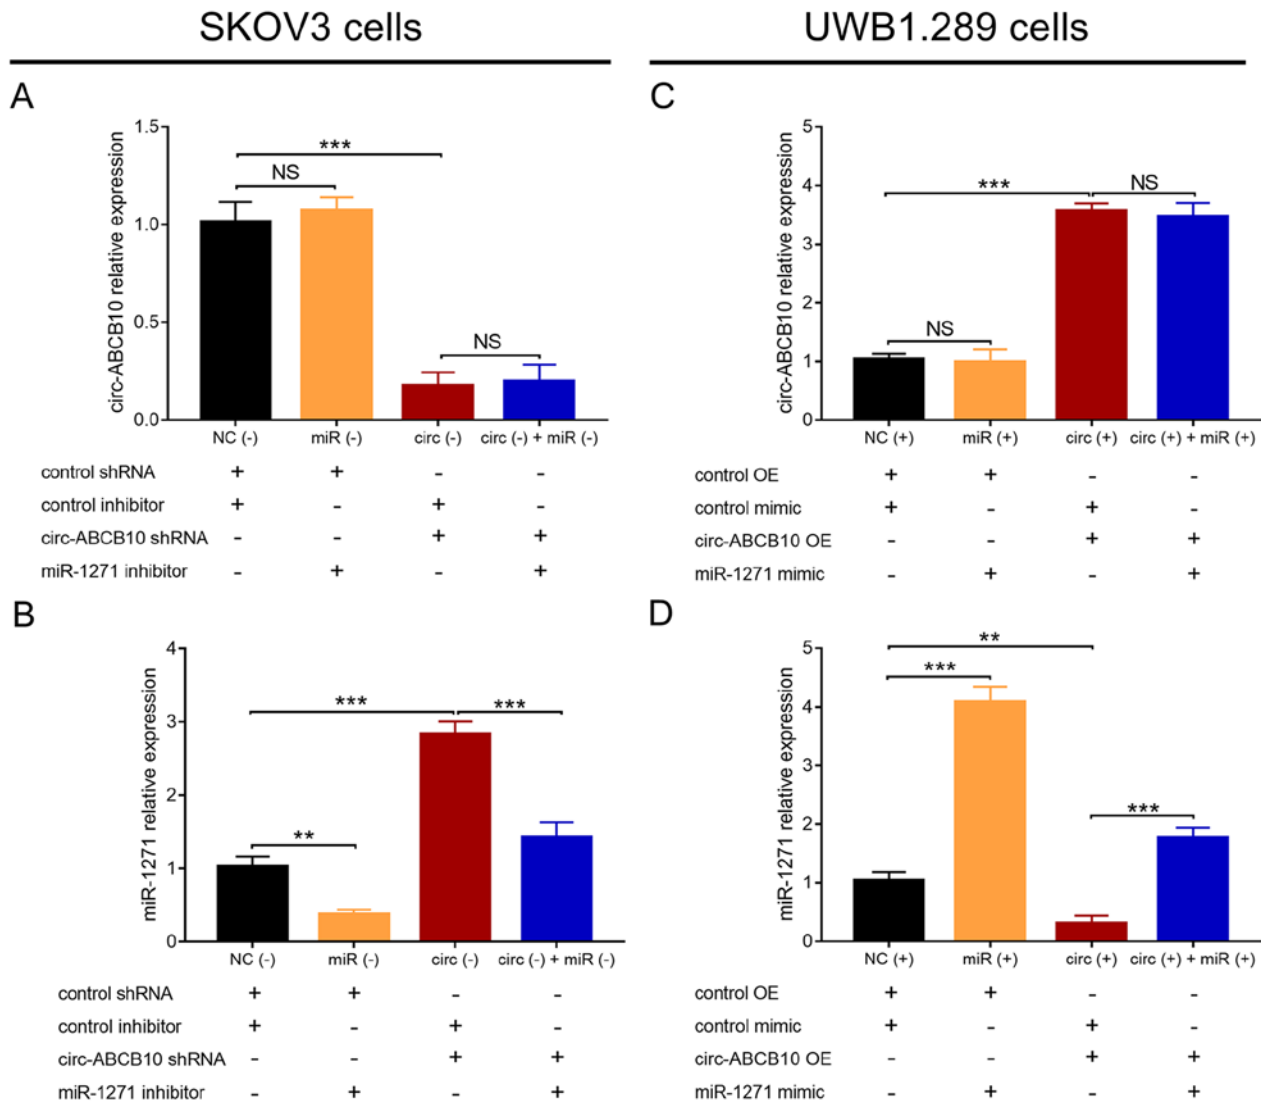 SKOV3 cells
UWB1.289 cells
A
circ-ABCB10 relative expression
1.5
1.0
0.5
0.0
***
NS
NS
NC (-) miR (-) circ (-) circ (-) + miR (-)
control shRNA + + - -
control inhibitor + - + -
circ-ABCB10 shRNA - - + +
miR-1271 inhibitor - + - +
B
miR-1271 relative expression
4
3
2
1
0
*** ***
**
NC (-) miR (-) circ (-) circ (-) + miR (-)
control shRNA + + - -
control inhibitor + - + -
circ-ABCB10 shRNA - - + +
miR-1271 inhibitor - + - +
C
circ-ABCB10 relative expression
5
4
3
2
1
0
*** NS
NS
NC (+) miR (+) circ (+) circ (+) + miR (+)
control OE + + - -
control mimic + - + -
circ-ABCB10 OE - - + +
miR-1271 mimic - + - +
D
miR-1271 relative expression
5
4
3
2
1
0
**
***
***
NC (+) miR (+) circ (+) circ (+) + miR (+)
control OE + + - -
control mimic + - + -
circ-ABCB10 OE - - + +
miR-1271 mimic - + - +